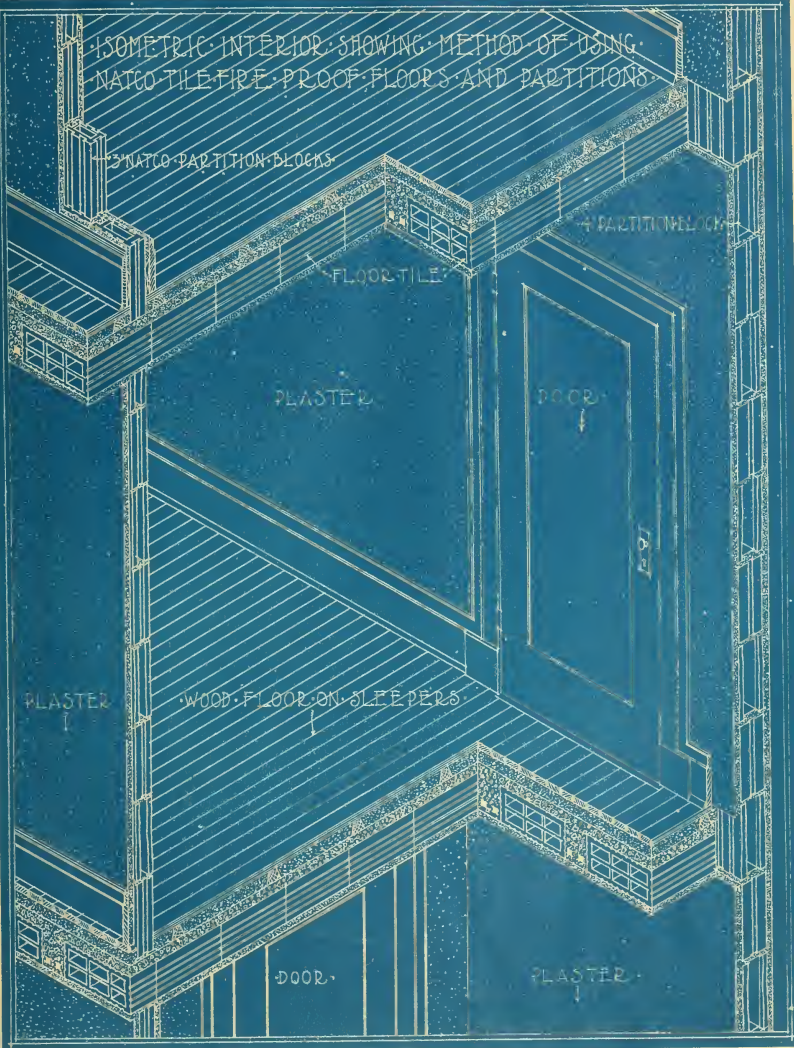 ·ISOMETRIC·INTERIOR·SHOWING·METHOD·OF·USING·
NATCO·TILE·FIRE·PROOF·FLOORS·AND·PARTITIONS·
3"NATCO·PARTITION·BLOCKS·
4"PARTITION·BLOCK
·FLOOR TILE·
PLASTER
DOOR·
PLASTER
·WOOD·FLOOR·ON·SLEEPERS·
·DOOR·
PLASTER·